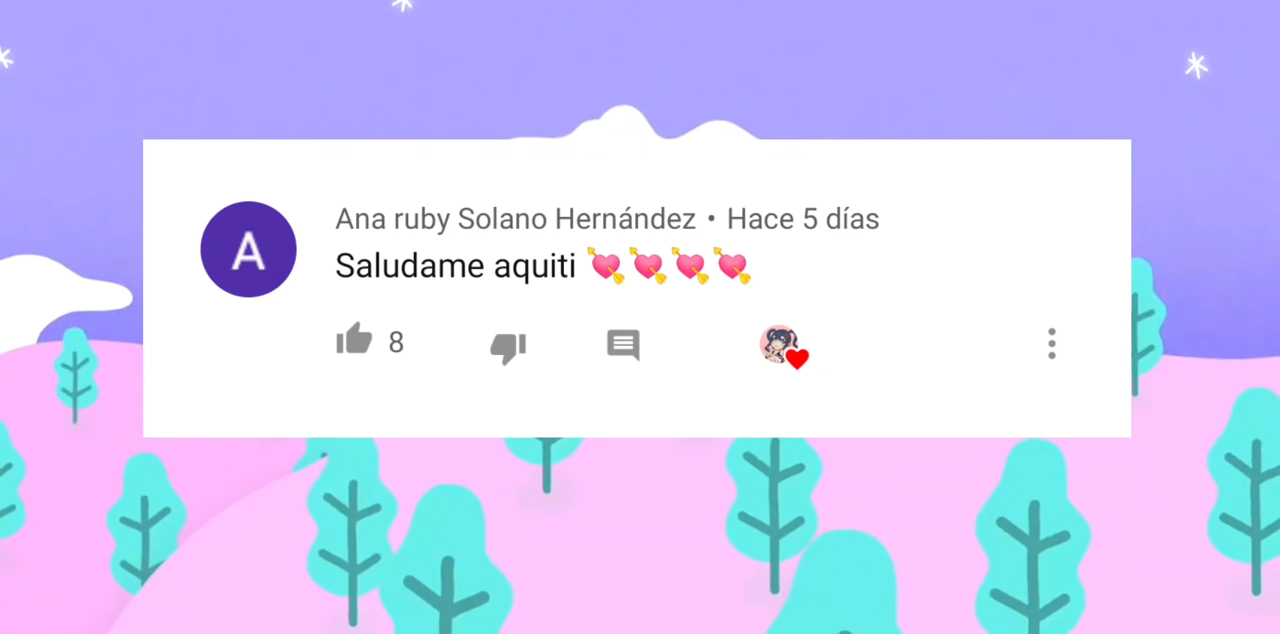 A
Ana ruby Solano Hernández • Hace 5 días
Saludame aquiti 💘💘💘💘
8